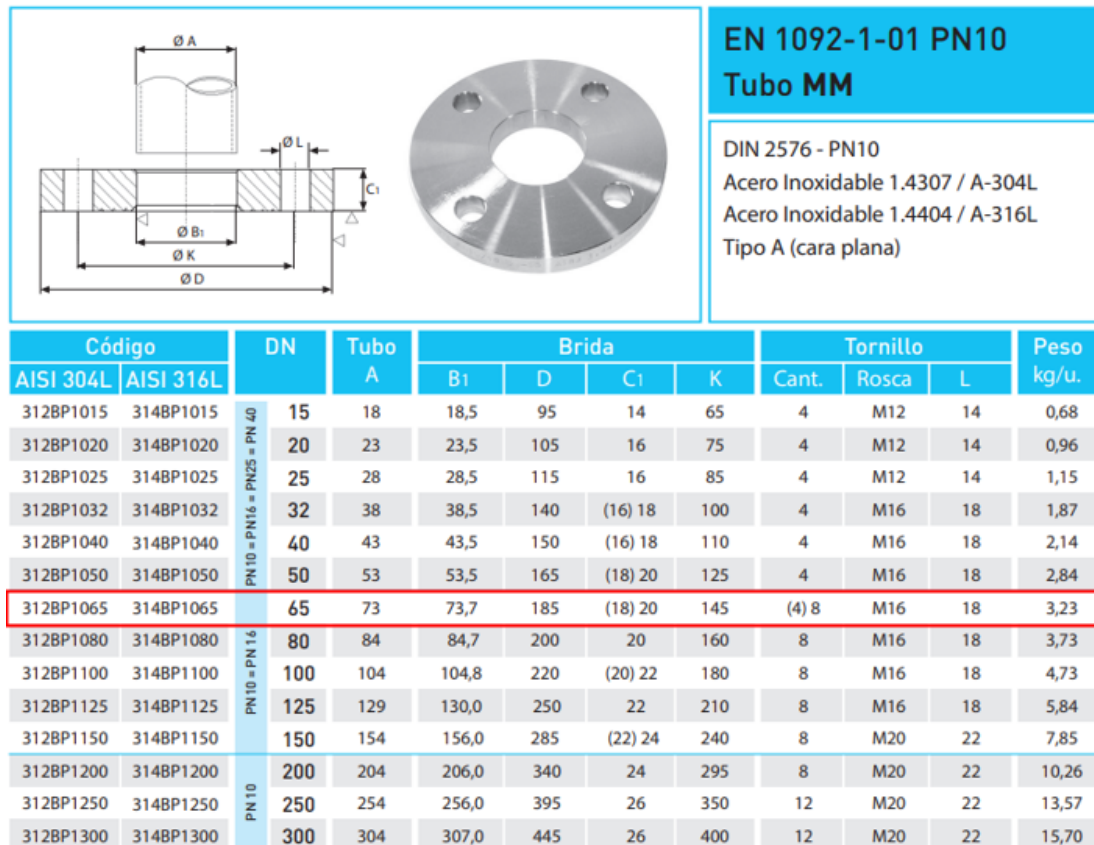 Ø A
Ø L
C1
Ø B1
Ø K
Ø D
EN 1092-1-01 PN10
Tubo MM
DIN 2576 - PN10
Acero Inoxidable 1.4307 / A-304L
Acero Inoxidable 1.4404 / A-316L
Tipo A (cara plana)
Código DN Tubo Brida Tornillo Peso
AISI 304L AISI 316L A B1 D C1 K Cant. Rosca L kg/u.
PN10 = PN16 = PN25 = PN 40
312BP1015 314BP1015 15 18 18,5 95 14 65 4 M12 14 0,68
312BP1020 314BP1020 20 23 23,5 105 16 75 4 M12 14 0,96
312BP1025 314BP1025 25 28 28,5 115 16 85 4 M12 14 1,15
312BP1032 314BP1032 32 38 38,5 140 (16) 18 100 4 M16 18 1,87
312BP1040 314BP1040 40 43 43,5 150 (16) 18 110 4 M16 18 2,14
312BP1050 314BP1050 50 53 53,5 165 (18) 20 125 4 M16 18 2,84
PN10 = PN16
312BP1065 314BP1065 65 73 73,7 185 (18) 20 145 (4) 8 M16 18 3,23
312BP1080 314BP1080 80 84 84,7 200 20 160 8 M16 18 3,73
312BP1100 314BP1100 100 104 104,8 220 (20) 22 180 8 M16 18 4,73
312BP1125 314BP1125 125 129 130,0 250 22 210 8 M16 18 5,84
312BP1150 314BP1150 150 154 156,0 285 (22) 24 240 8 M20 22 7,85
PN10
312BP1200 314BP1200 200 204 206,0 340 24 295 8 M20 22 10,26
312BP1250 314BP1250 250 254 256,0 395 26 350 12 M20 22 13,57
312BP1300 314BP1300 300 304 307,0 445 26 400 12 M20 22 15,70